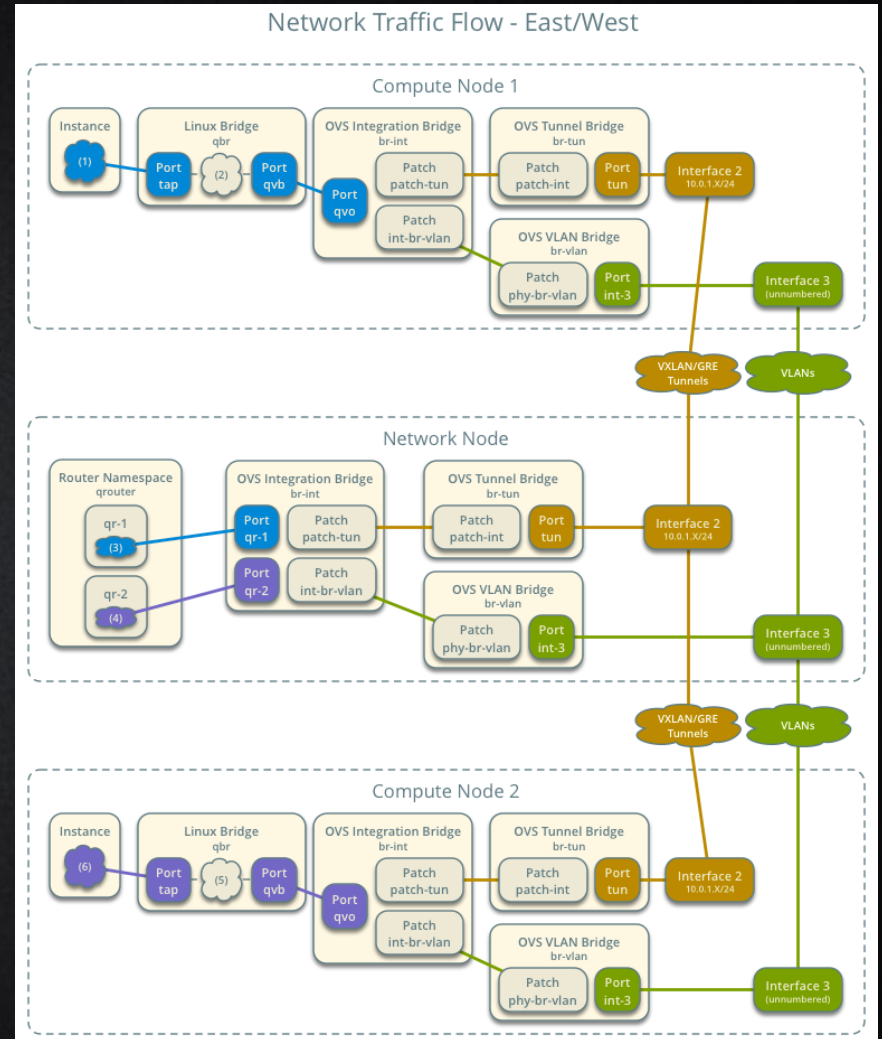 Network Traffic Flow - East/West
Compute Node 1
Instance
(1)
Linux Bridge
qbr
Port
tap
(2)
Port
qvb
OVS Integration Bridge
br-int
Port
qvo
Patch
patch-tun
Patch
int-br-vlan
OVS Tunnel Bridge
br-tun
Patch
patch-int
Port
tun
OVS VLAN Bridge
br-vlan
Patch
phy-br-vlan
Port
int-3
Interface 2
10.0.1.X/24
Interface 3
(unnumbered)
VXLAN/GRE
Tunnels
VLANs
Network Node
Router Namespace
qrouter
qr-1
(3)
qr-2
(4)
OVS Integration Bridge
br-int
Port
qr-1
Patch
patch-tun
Port
qr-2
Patch
int-br-vlan
OVS Tunnel Bridge
br-tun
Patch
patch-int
Port
tun
OVS VLAN Bridge
br-vlan
Patch
phy-br-vlan
Port
int-3
Interface 2
10.0.1.X/24
Interface 3
(unnumbered)
VXLAN/GRE
Tunnels
VLANs
Compute Node 2
Instance
(6)
Linux Bridge
qbr
Port
tap
(5)
Port
qvb
OVS Integration Bridge
br-int
Port
qvo
Patch
patch-tun
Patch
int-br-vlan
OVS Tunnel Bridge
br-tun
Patch
patch-int
Port
tun
OVS VLAN Bridge
br-vlan
Patch
phy-br-vlan
Port
int-3
Interface 2
10.0.1.X/24
Interface 3
(unnumbered)